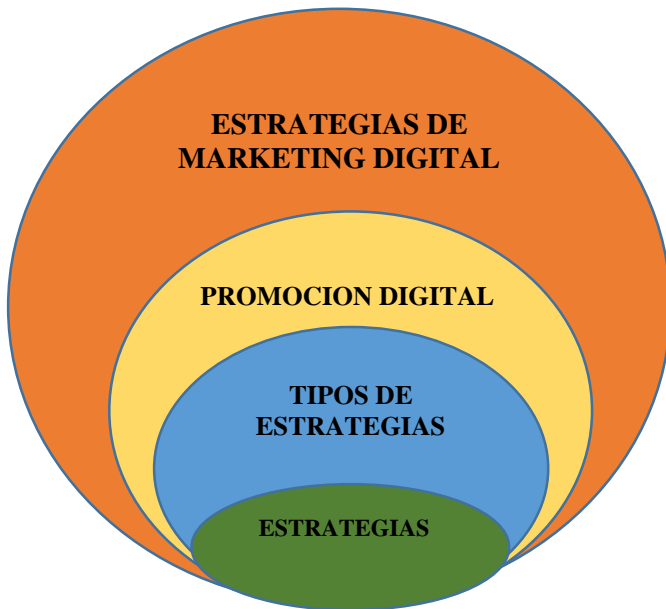 ESTRATEGIAS DE
MARKETING DIGITAL
PROMOCION DIGITAL
TIPOS DE
ESTRATEGIAS
ESTRATEGIAS